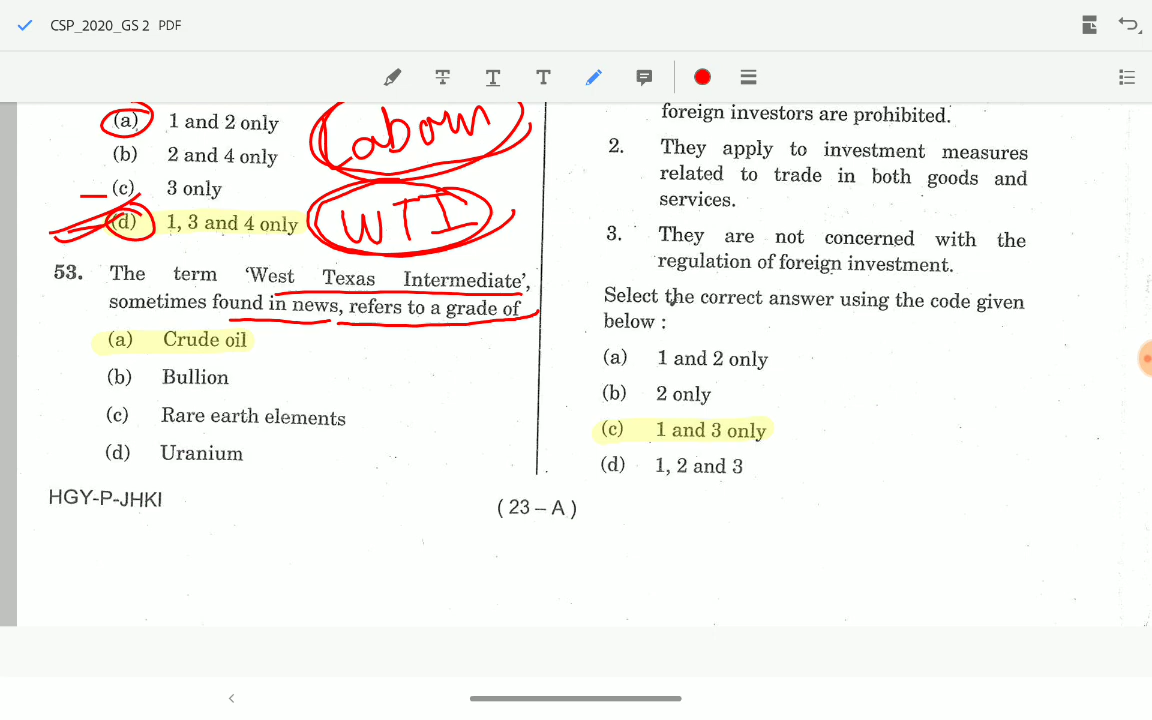 CSP_2020_GS 2 PDF
(a) 1 and 2 only
(b) 2 and 4 only
(c) 3 only
(d) 1, 3 and 4 only
Labour
WTI
53. The term ‘West Texas Intermediate’,
sometimes found in news, refers to a grade of
(a) Crude oil
(b) Bullion
(c) Rare earth elements
(d) Uranium
HGY-P-JHKI
foreign investors are prohibited.
2. They apply to investment measures
related to trade in both goods and
services.
3. They are not concerned with the
regulation of foreign investment.
Select the correct answer using the code given
below :
(a) 1 and 2 only
(b) 2 only
(c) 1 and 3 only
(d) 1, 2 and 3
( 23 – A )